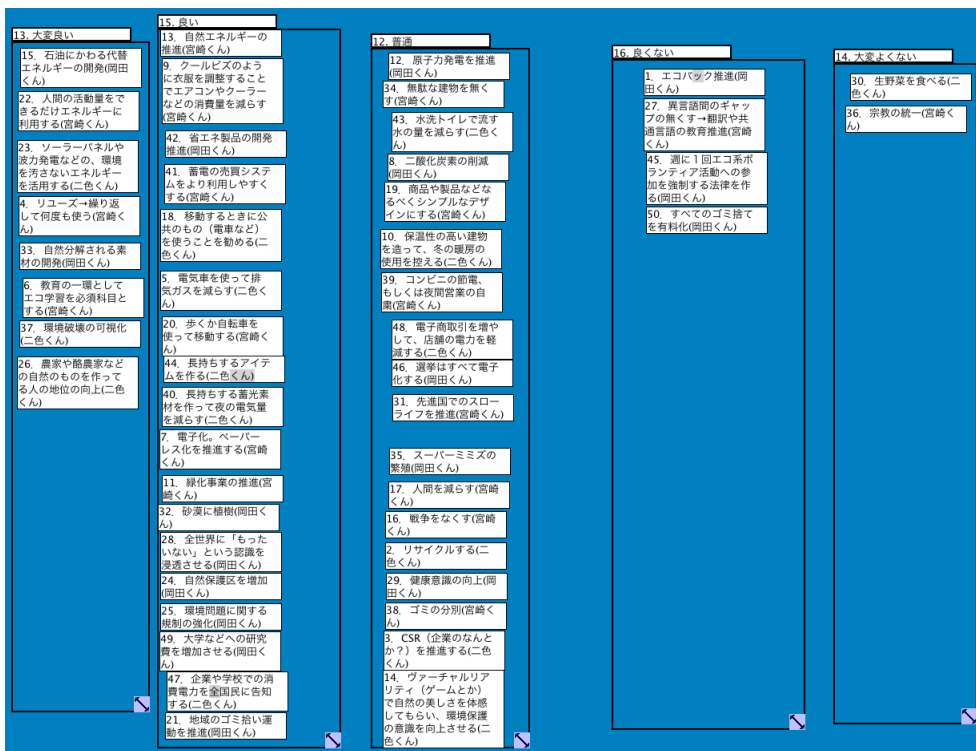 13. 大変良い
15. 石油にかわる代替
エネルギーの開発(岡田
くん)
22. 人間の活動量をで
きるだけエネルギーに
利用する(宮崎くん)
23. ソーラーパネルや
波力発電などの、環境
を汚さないエネルギー
を活用する(二色くん)
4. リユーズ→繰り返
して何度も使う(宮崎く
ん)
33. 自然分解される素
材の開発(岡田くん)
6. 教育の一環として
エコ学習を必須科目と
する(宮崎くん)
37. 環境破壊の可視化
(二色くん)
26. 農家や酪農家など
の自然のものを作って
る人の地位の向上(二色
くん)
15. 良い
13. 自然エネルギーの
推進(宮崎くん)
9. クールビズのよう
に衣服を調整すること
でエアコンやクーラー
などの消費量を減らす
(宮崎くん)
42. 省エネ製品の開発
推進(岡田くん)
41. 蓄電の売買システ
ムをより利用しやすく
する(宮崎くん)
18. 移動するときに公
共のもの（電車など）
を使うことを勧める(二
色くん)
5. 電気車を使って排
気ガスを減らす(二色く
ん)
20. 歩くか自転車を
使って移動する(宮崎く
ん)
44. 長持ちするアイテ
ムを作る(二色くん)
40. 長持ちする蓄光素
材を作って夜の電気量
を減らす(二色くん)
7. 電子化。ペーパー
レス化を推進する(宮崎
くん)
11. 緑化事業の推進(宮
崎くん)
32. 砂漠に植樹(岡田く
ん)
28. 全世界に「もった
いない」という認識を
浸透させる(岡田くん)
24. 自然保護区を増加
(岡田くん)
25. 環境問題に関する
規制の強化(岡田くん)
49. 大学などへの研究
費を増加させる(岡田く
ん)
47. 企業や学校での消
費電力を全国民に告知
する(二色くん)
21. 地域のゴミ拾い運
動を推進(岡田くん)
12. 普通
12. 原子力発電を推進
(岡田くん)
34. 無駄な建物を無く
す(宮崎くん)
43. 水洗トイレで流す
水の量を減らす(二色く
ん)
8. 二酸化炭素の削減
(岡田くん)
19. 商品や製品などな
るべくシンプルなデザ
インにする(宮崎くん)
10. 保温性の高い建物
を造って、冬の暖房の
使用を控える(二色くん)
39. コンビニの節電、
もしくは夜間営業の自
粛(宮崎くん)
48. 電子商取引を増や
して、店舗の電力を軽
減する(二色くん)
46. 選挙はすべて電子
化する(岡田くん)
31. 先進国でのスロー
ライフを推進(宮崎くん)
35. スーパーミミズの
繁殖(岡田くん)
17. 人間を減らす(宮崎
くん)
16. 戦争をなくす(宮崎
くん)
2. リサイクルする(二
色くん)
29. 健康意識の向上(岡
田くん)
38. ゴミの分別(宮崎く
ん)
3. CSR（企業のなんと
か？）を推進する(二色
くん)
14. ヴァーチャルリア
リティ（ゲームとか）
で自然の美しさを体感
してもらい、環境保護
の意識を向上させる(二
色くん)
16. 良くない
1. エコバック推進(岡
田くん)
27. 異言語間のギャッ
プの無くす→翻訳や共
通言語の教育推進(宮崎
くん)
45. 週に１回エコ系ボ
ランティア活動への参
加を強制する法律を作
る(岡田くん)
50. すべてのゴミ捨て
を有料化(岡田くん)
14. 大変よくない
30. 生野菜を食べる(二
色くん)
36. 宗教の統一(宮崎く
ん)